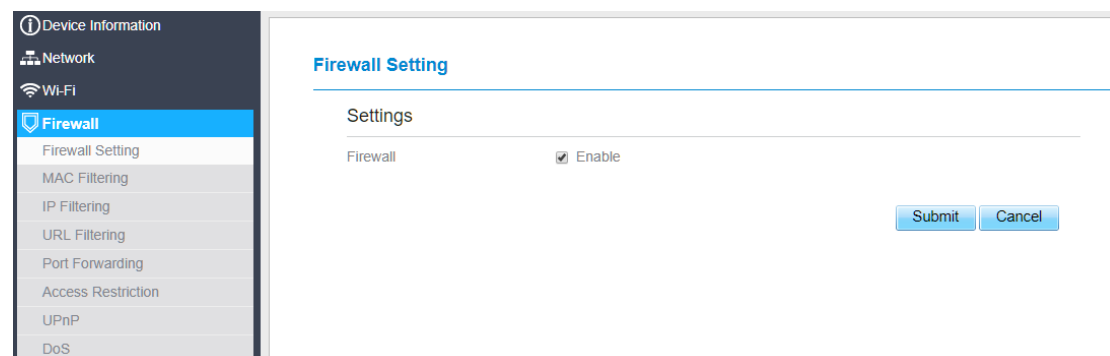 Device Information
Network
Wi-Fi
Firewall
Firewall Setting
MAC Filtering
IP Filtering
URL Filtering
Port Forwarding
Access Restriction
UPnP
DoS
Firewall Setting
Settings
Firewall Enable
Submit Cancel